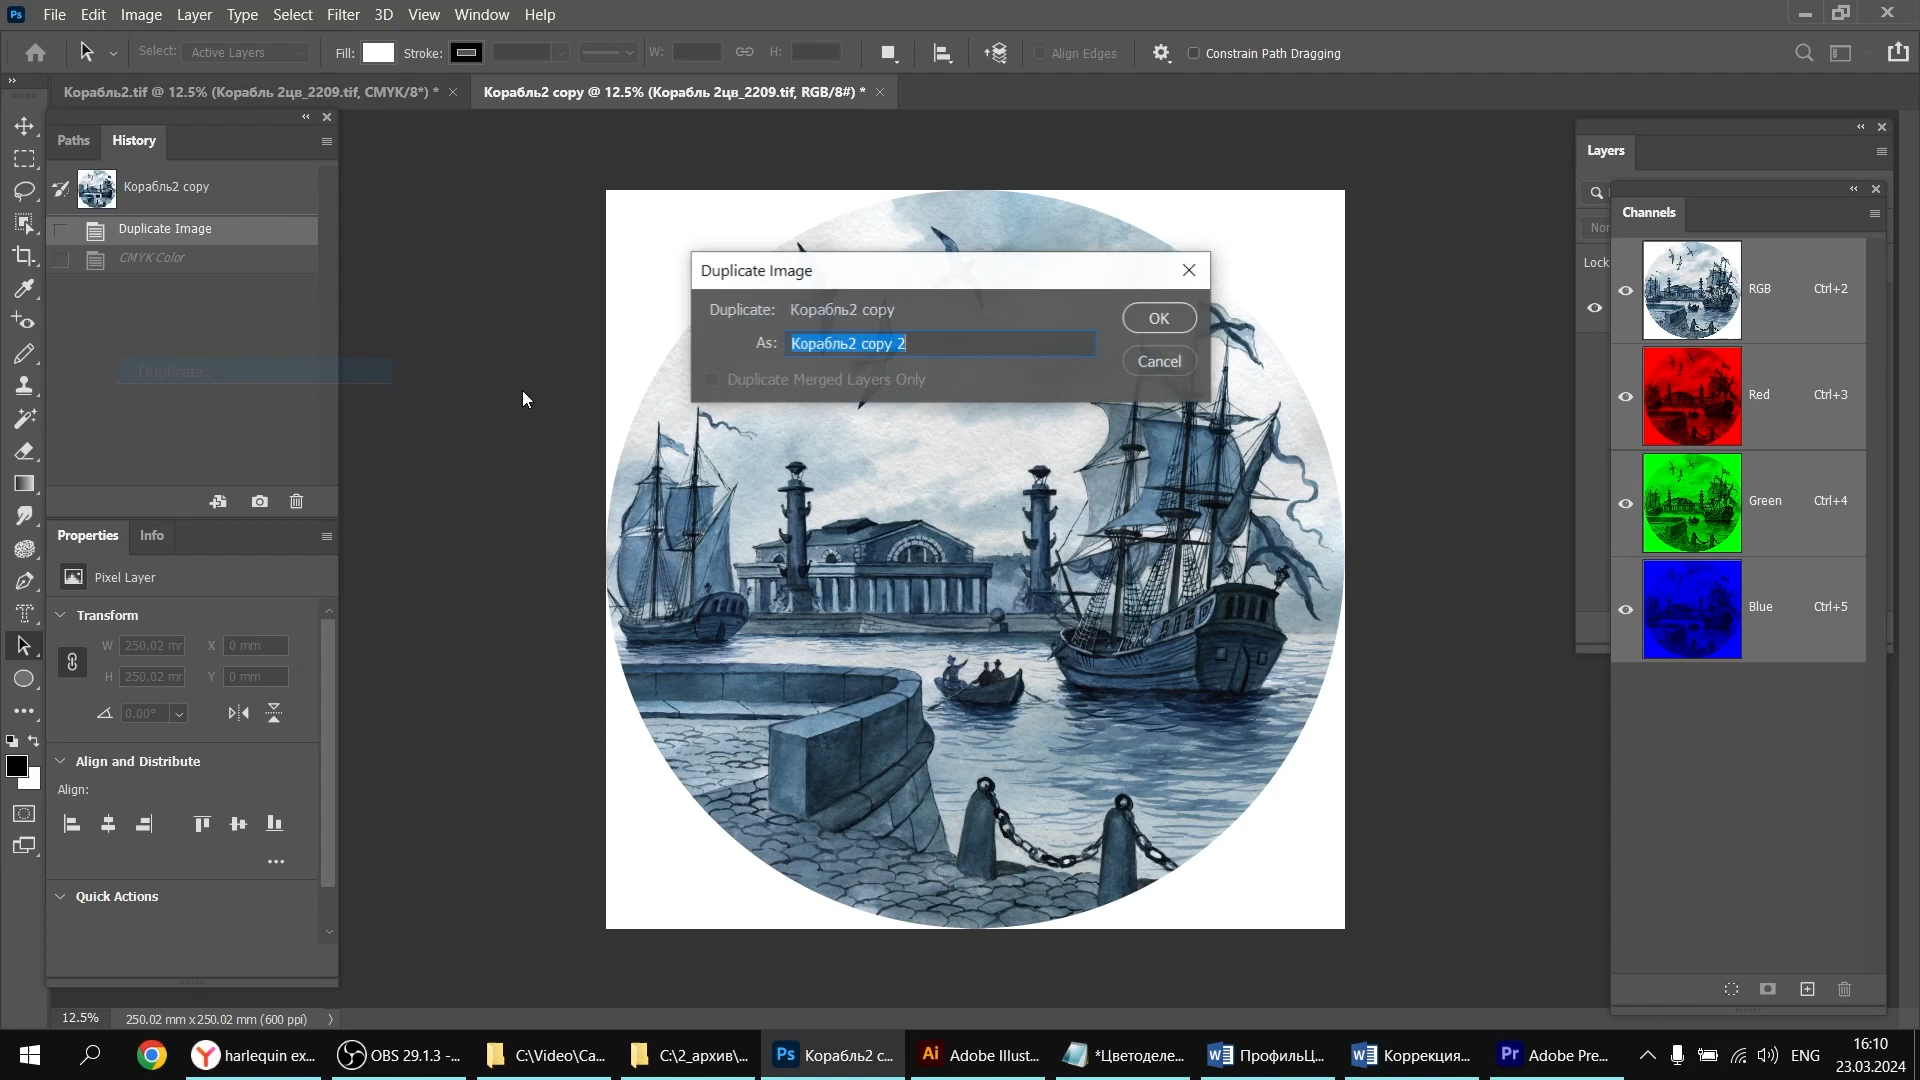 Ps File Edit Image Layer Type Select Filter 3D View Window Help
Select: Active Layers Fill: Stroke: W: H: Align Edges Constrain Path Dragging
Корабль2.tif @ 12.5% (Корабль 2цв_2209.tif, CMYK/8*) * Корабль2 copy @ 12.5% (Корабль 2цв_2209.tif, RGB/8#) *
Paths History
Корабль2 copy
Duplicate Image
CMYK Color
Duplicate...
Properties Info
Pixel Layer
Transform
W 250.02 mm X 0 mm
H 250.02 mm Y 0 mm
0.00°
Align and Distribute
Align:
Quick Actions
12.5% 250.02 mm x 250.02 mm (600 ppi)
Duplicate Image
Duplicate: Корабль2 copy
As: Корабль2 copy 2
Duplicate Merged Layers Only
OK
Cancel
Layers
Nor
Lock
Channels
RGB Ctrl+2
Red Ctrl+3
Green Ctrl+4
Blue Ctrl+5
harlequin ex... OBS 29.1.3 -... C:\Video\Ca... C:\2_архив\... Ps Корабль2 c... Ai Adobe Illust... *Цветоделе... ПрофильЦ... Коррекция... Pr Adobe Pre... ENG
16:10
23.03.2024